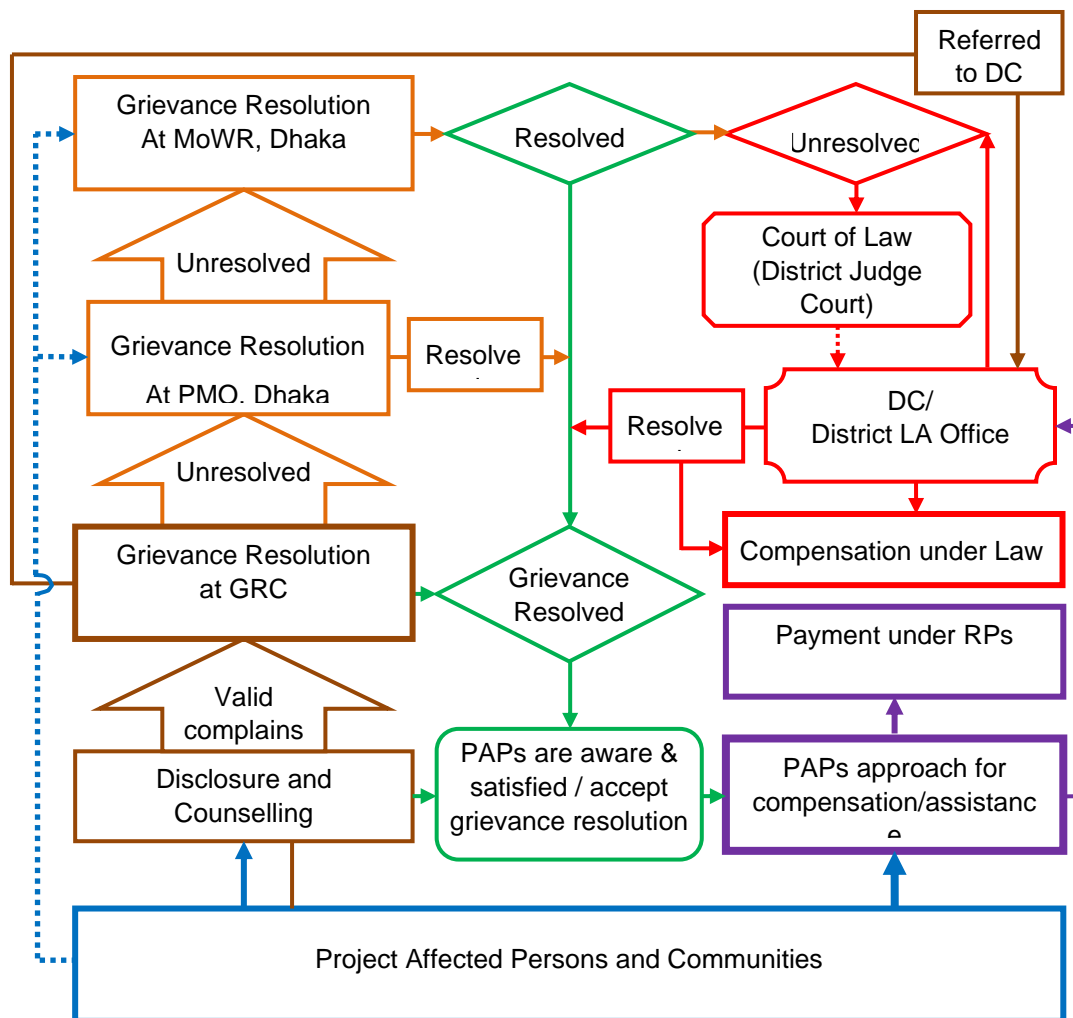 Referred
to DC
Grievance Resolution
At MoWR, Dhaka
Resolved
Unresolved
Unresolved
Court of Law
(District Judge
Court)
Grievance Resolution
At PMO, Dhaka
Resolve
DC/
District LA Office
Resolve
Unresolved
Grievance Resolution
at GRC
Compensation under Law
Grievance
Resolved
Payment under RPs
Valid
complains
Disclosure and
Counselling
PAPs are aware &
satisfied / accept
grievance resolution
PAPs approach for
compensation/assistanc
e
Project Affected Persons and Communities